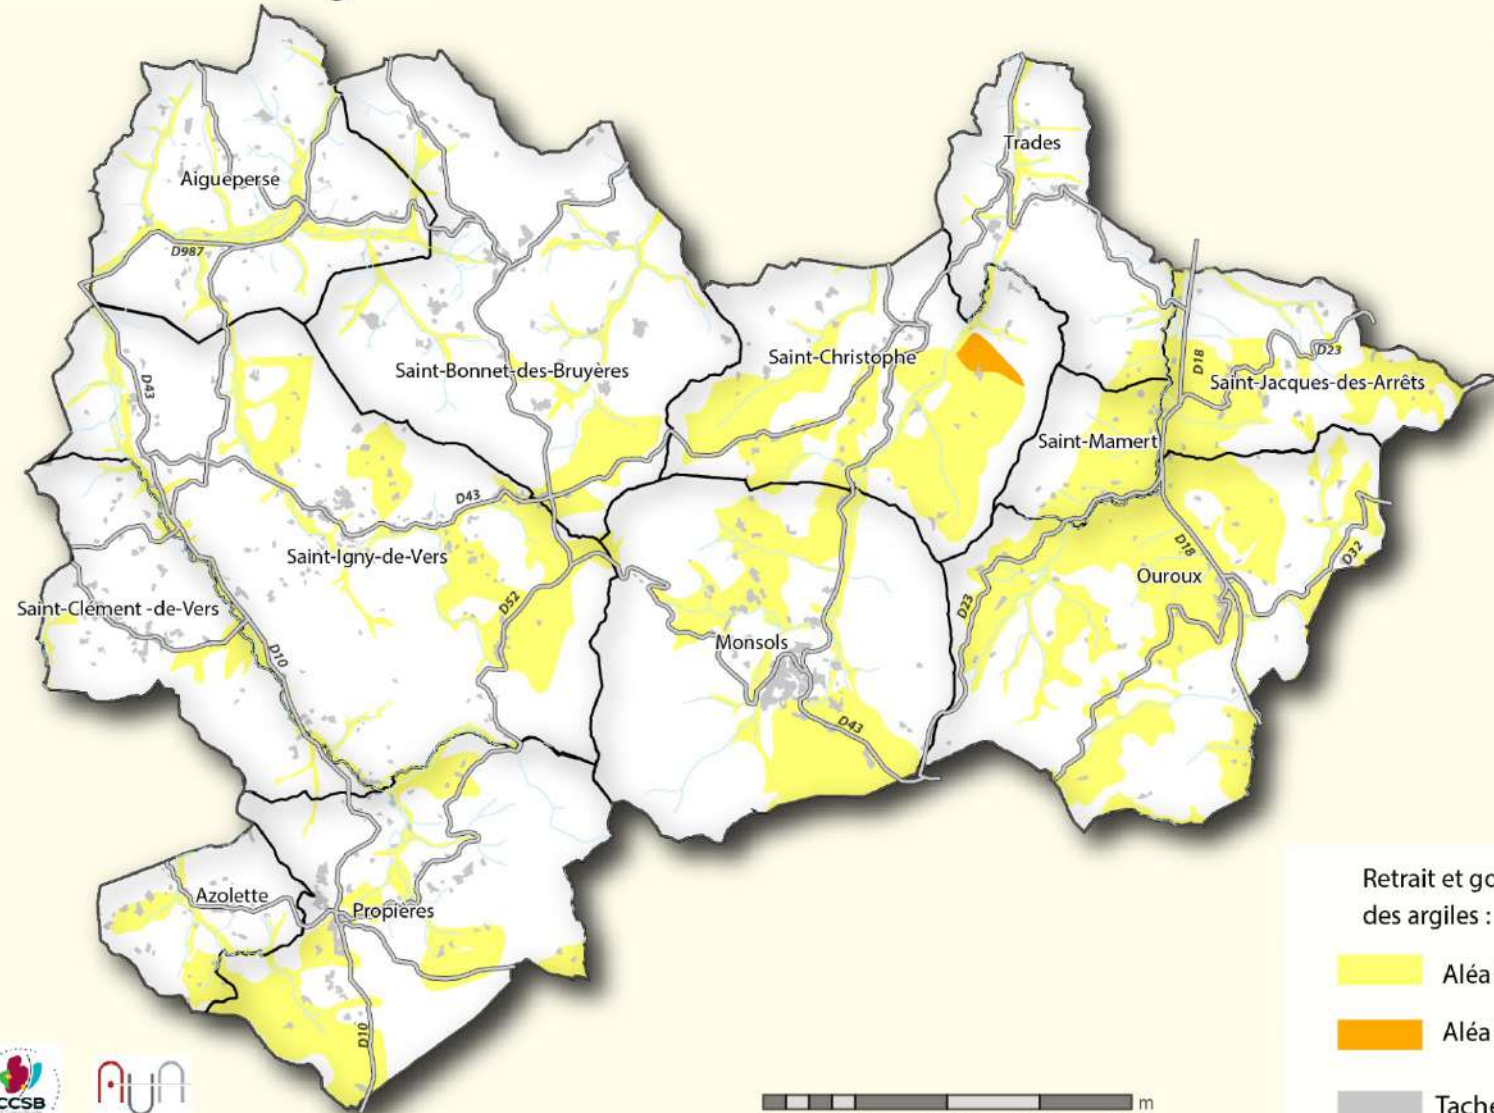 Trades
Aigueperse
D987
D18
D23
Saint-Christophe
Saint-Bonnet-des-Bruyères
D43
Saint-Jacques-des-Arrêts
Saint-Mamert
D43
Saint-Igny-de-Vers
D18
D32
Ouroux
D52
D23
Saint-Clément -de-Vers
D10
Monsols
D43
Azolette
Propières
D10
Retrait et
des argiles :
Aléa
Aléa
m
CCSB
AUA